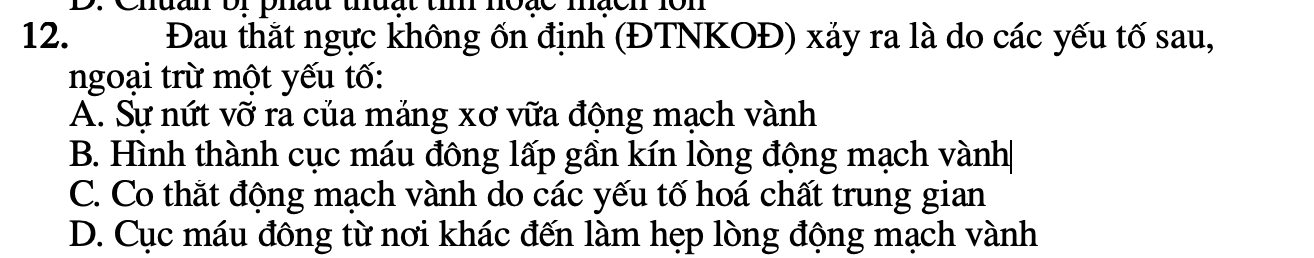 D. Chuẩn bị phẫu thuật tim hoặc mạch lớn
12. Đau thắt ngực không ổn định (ĐTNKOĐ) xảy ra là do các yếu tố sau,
ngoại trừ một yếu tố:
A. Sự nứt vỡ ra của mảng xơ vữa động mạch vành
B. Hình thành cục máu đông lấp gần kín lòng động mạch vành
C. Co thắt động mạch vành do các yếu tố hoá chất trung gian
D. Cục máu đông từ nơi khác đến làm hẹp lòng động mạch vành